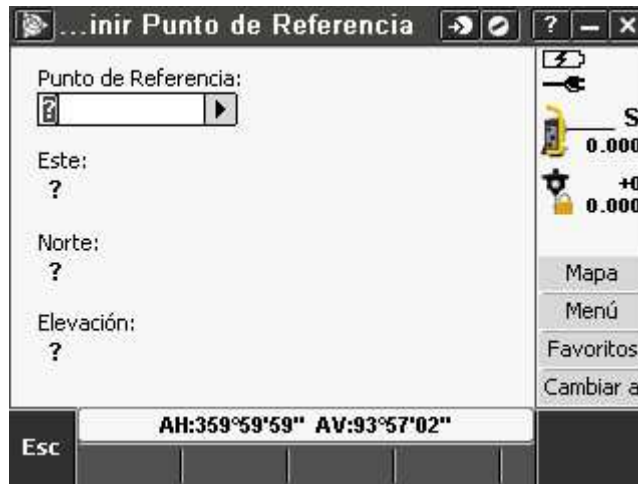 ...inir Punto de Referencia ? – X
Punto de Referencia:
?
Este:
?
Norte:
?
Elevación:
?
S
0.000
+0
0.000
Mapa
Menú
Favoritos
Cambiar a
AH:359°59'59" AV:93°57'02"
Esc